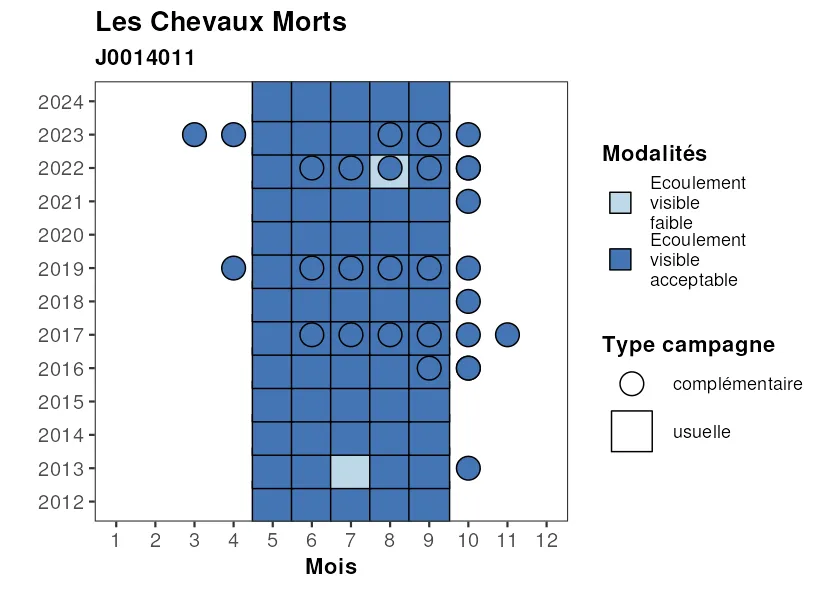 Les Chevaux Morts
J0014011
2024
2023
2022
2021
2020
2019
2018
2017
2016
2015
2014
2013
2012
1 2 3 4 5 6 7 8 9 10 11 12
Mois
Modalités
Ecoulement
visible
faible
Ecoulement
visible
acceptable
Type campagne
complémentaire
usuelle